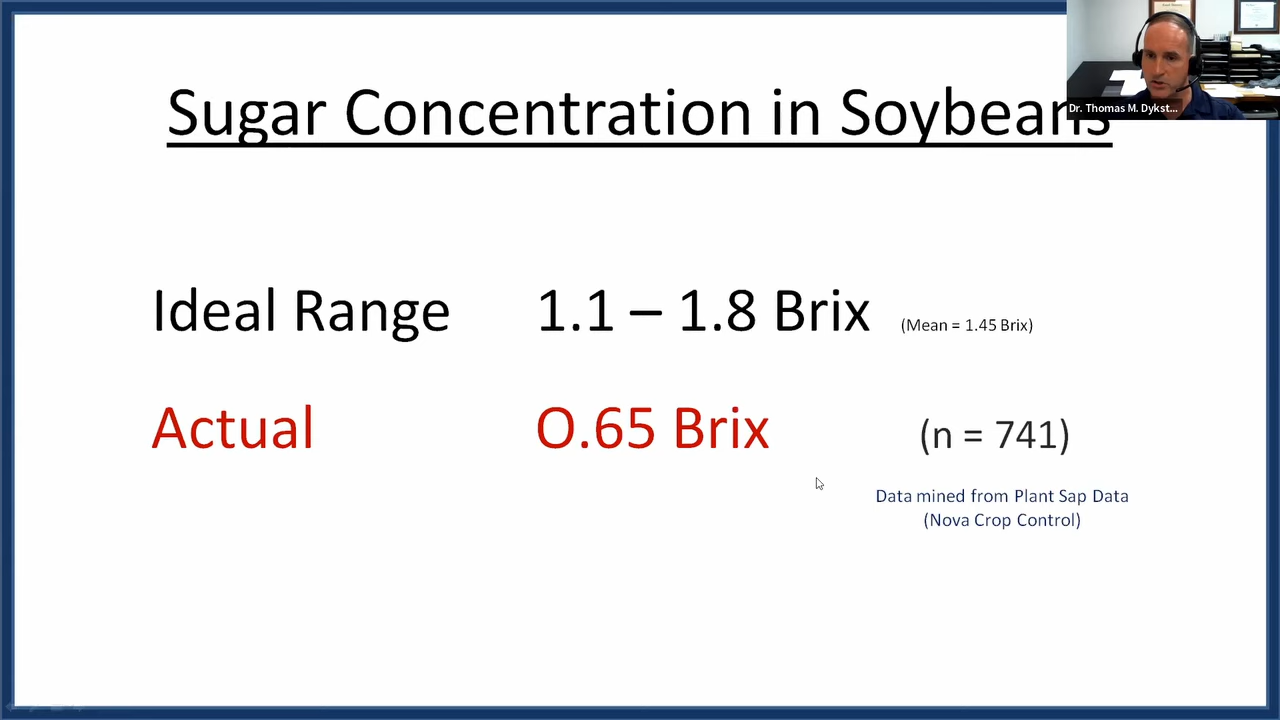 Dr. Thomas M. Dykst...
Sugar Concentration in Soybeans
Ideal Range 1.1 – 1.8 Brix (Mean = 1.45 Brix)
Actual O.65 Brix (n = 741)
Data mined from Plant Sap Data
(Nova Crop Control)